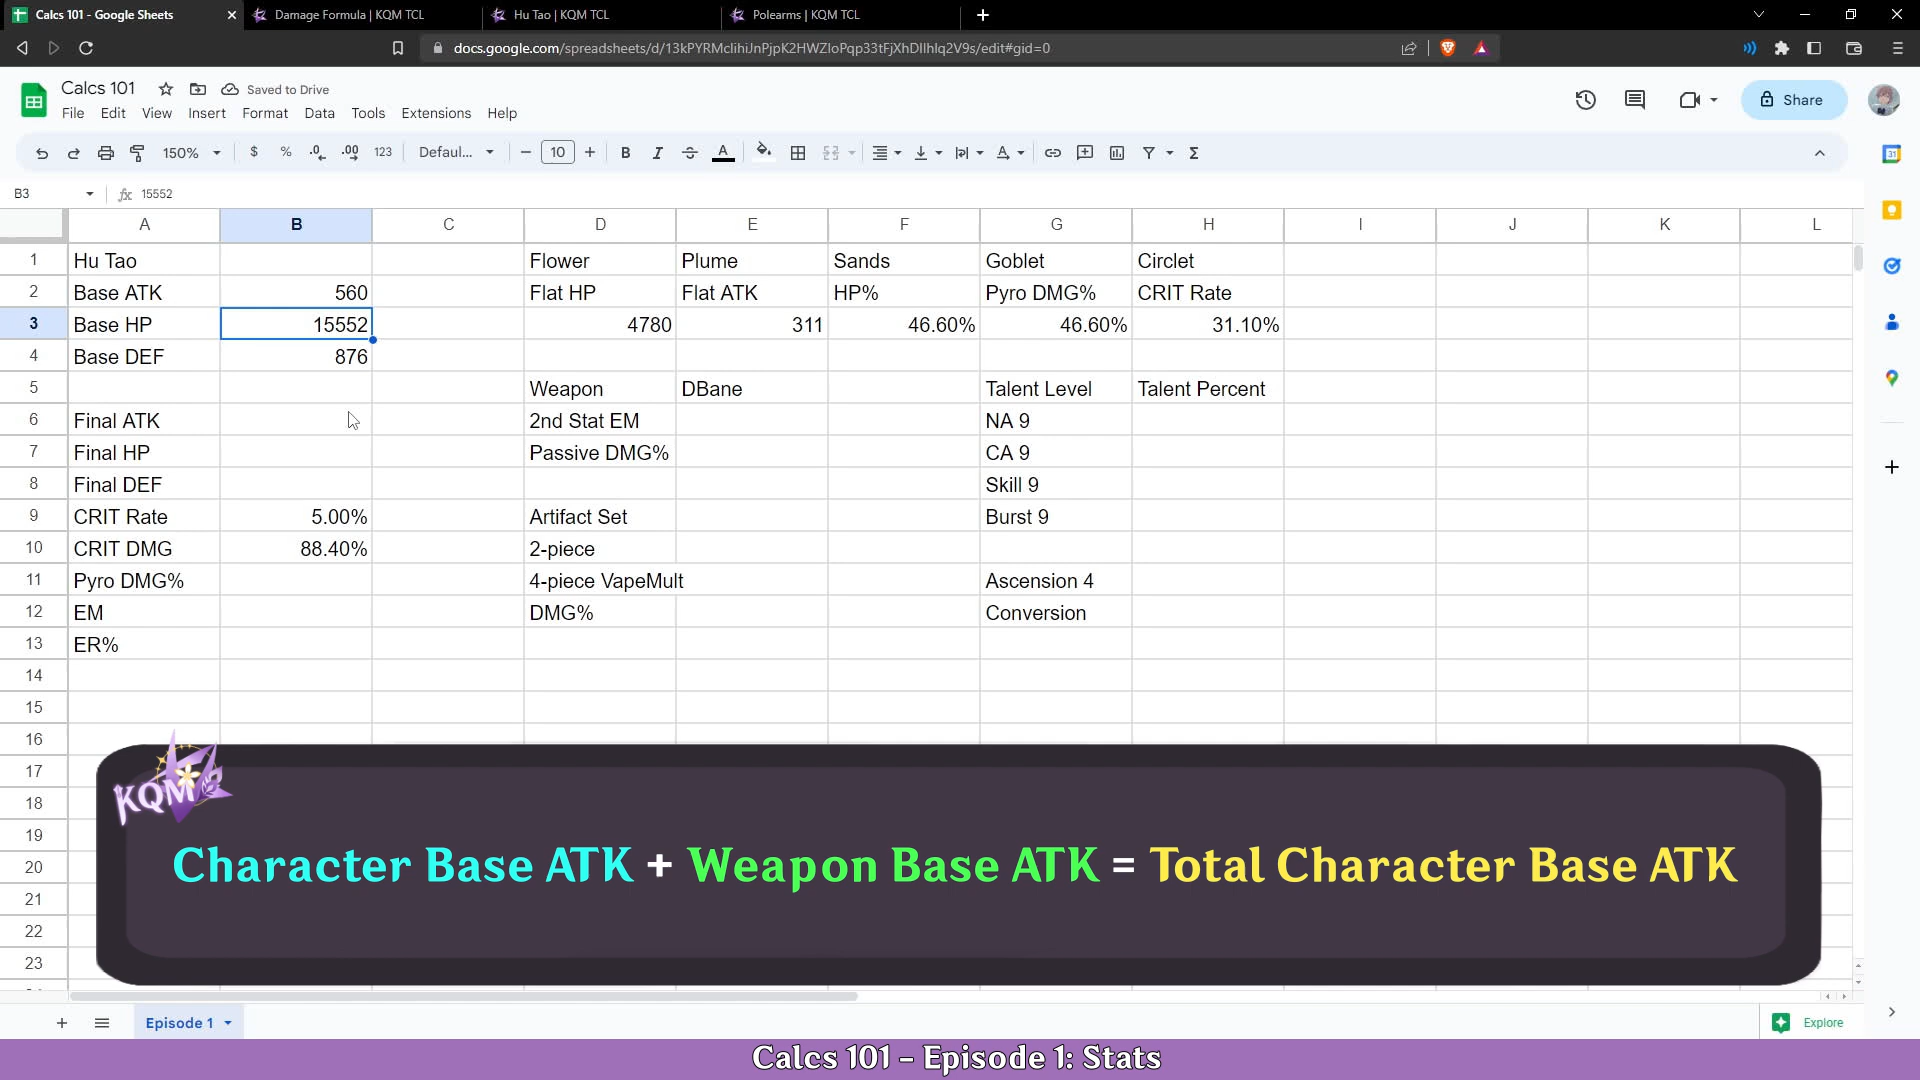 Calcs 101 - Google Sheets
Damage Formula | KQM TCL
Hu Tao | KQM TCL
Polearms | KQM TCL
Calcs 101
Saved to Drive
File Edit View Insert Format Data Tools Extensions Help
Share
150% $ % .0 .00 123 Defaul... 10
B3 fx 15552
A B C D E F G H I J K L
1 Hu Tao Flower Plume Sands Goblet Circlet
2 Base ATK 560 Flat HP Flat ATK HP% Pyro DMG% CRIT Rate
3 Base HP 15552 4780 311 46.60% 46.60% 31.10%
4 Base DEF 876
5 Weapon DBane Talent Level Talent Percent
6 Final ATK 2nd Stat EM NA 9
7 Final HP Passive DMG% CA 9
8 Final DEF Skill 9
9 CRIT Rate 5.00% Artifact Set Burst 9
10 CRIT DMG 88.40% 2-piece
11 Pyro DMG% 4-piece VapeMult Ascension 4
12 EM DMG% Conversion
13 ER%
14
15
16
17
18
19
20
21
22
23
KQM
Character Base ATK + Weapon Base ATK = Total Character Base ATK
Episode 1
Explore
Calcs 101 - Episode 1: Stats